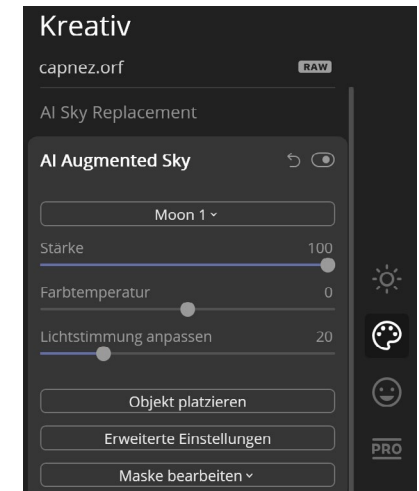 Kreativ
capnez.orf RAW
AI Sky Replacement
AI Augmented Sky
Moon 1
Stärke 100
Farbtemperatur 0
Lichtstimmung anpassen 20
Objekt platzieren
Erweiterte Einstellungen
PRO
Maske bearbeiten